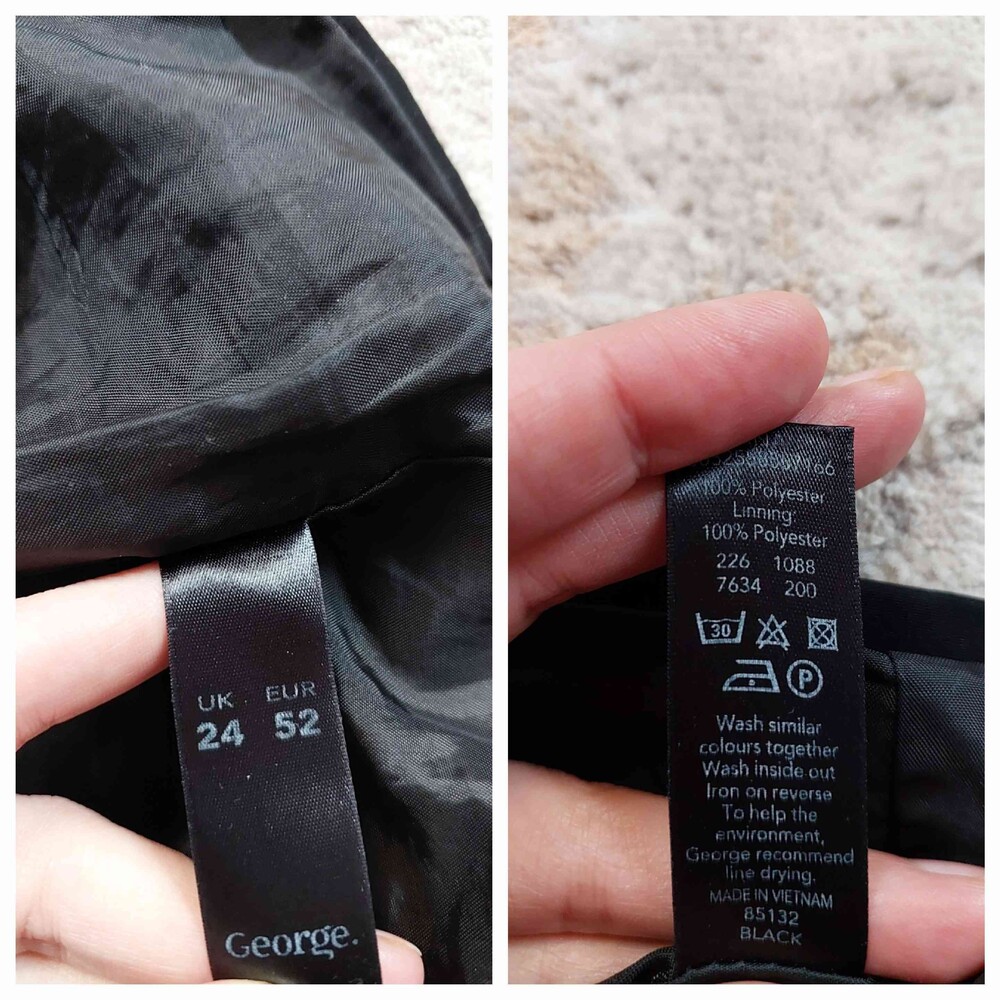 UK EUR
24 52
George.
100% Polyester
Linning:
100% Polyester
226 1088
7634 200
30
P
Wash similar
colours together
Wash inside out
Iron on reverse
To help the
environment,
George recommend
line drying.
MADE IN VIETNAM
85132
BLACK